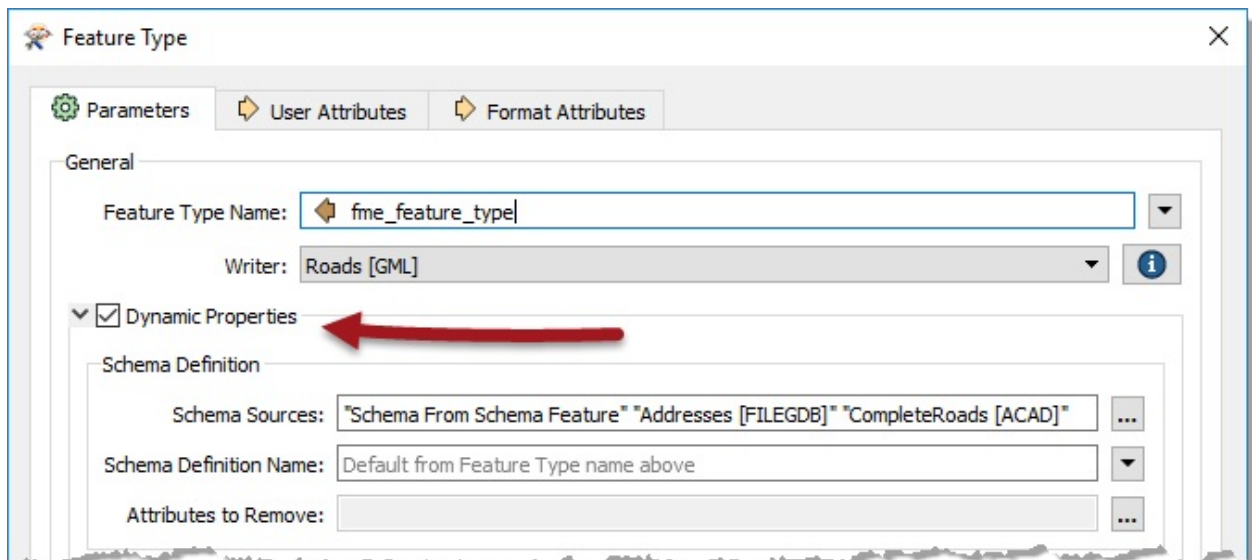 Feature Type
Parameters User Attributes Format Attributes
General
Feature Type Name: fme_feature_type
Writer: Roads [GML]
Dynamic Properties
Schema Definition
Schema Sources: "Schema From Schema Feature" "Addresses [FILEGDB]" "CompleteRoads [ACAD]" ...
Schema Definition Name: Default from Feature Type name above
Attributes to Remove: ...